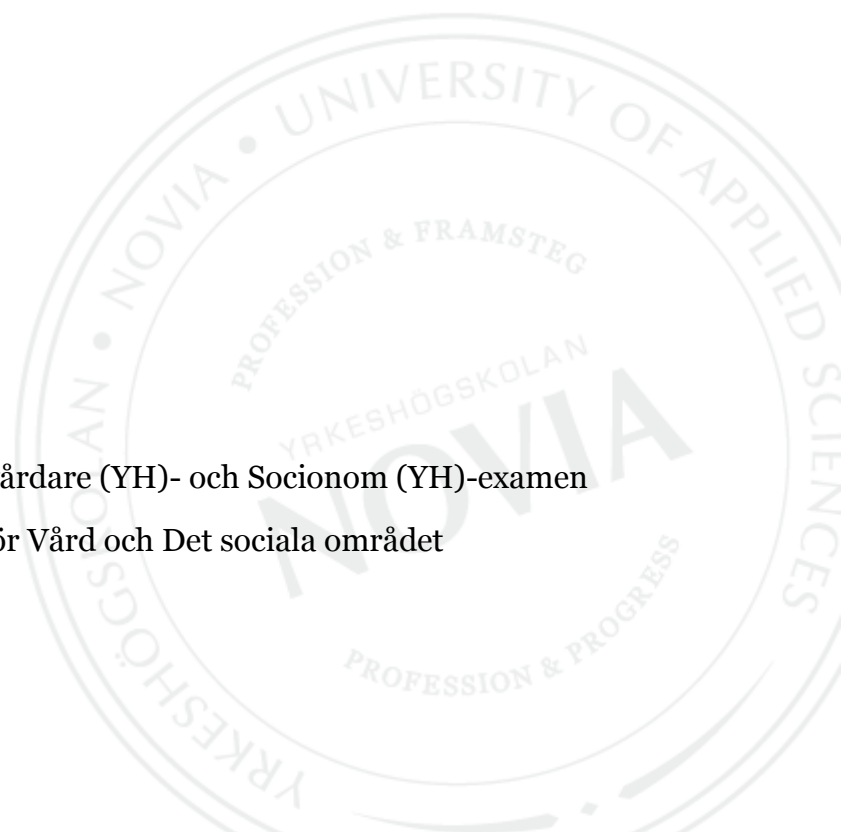 UNIVERSITY OF APPLIED SCIENCES
PROFESSION & FRAMSTEG
YRKESHÖGSKOLAN
NOVIA
årdare (YH)- och Socionom (YH)-examen
ör Vård och Det sociala området
PROFESSION & PROGRESS
YRKESHÖGSKOLAN • NOVIA •